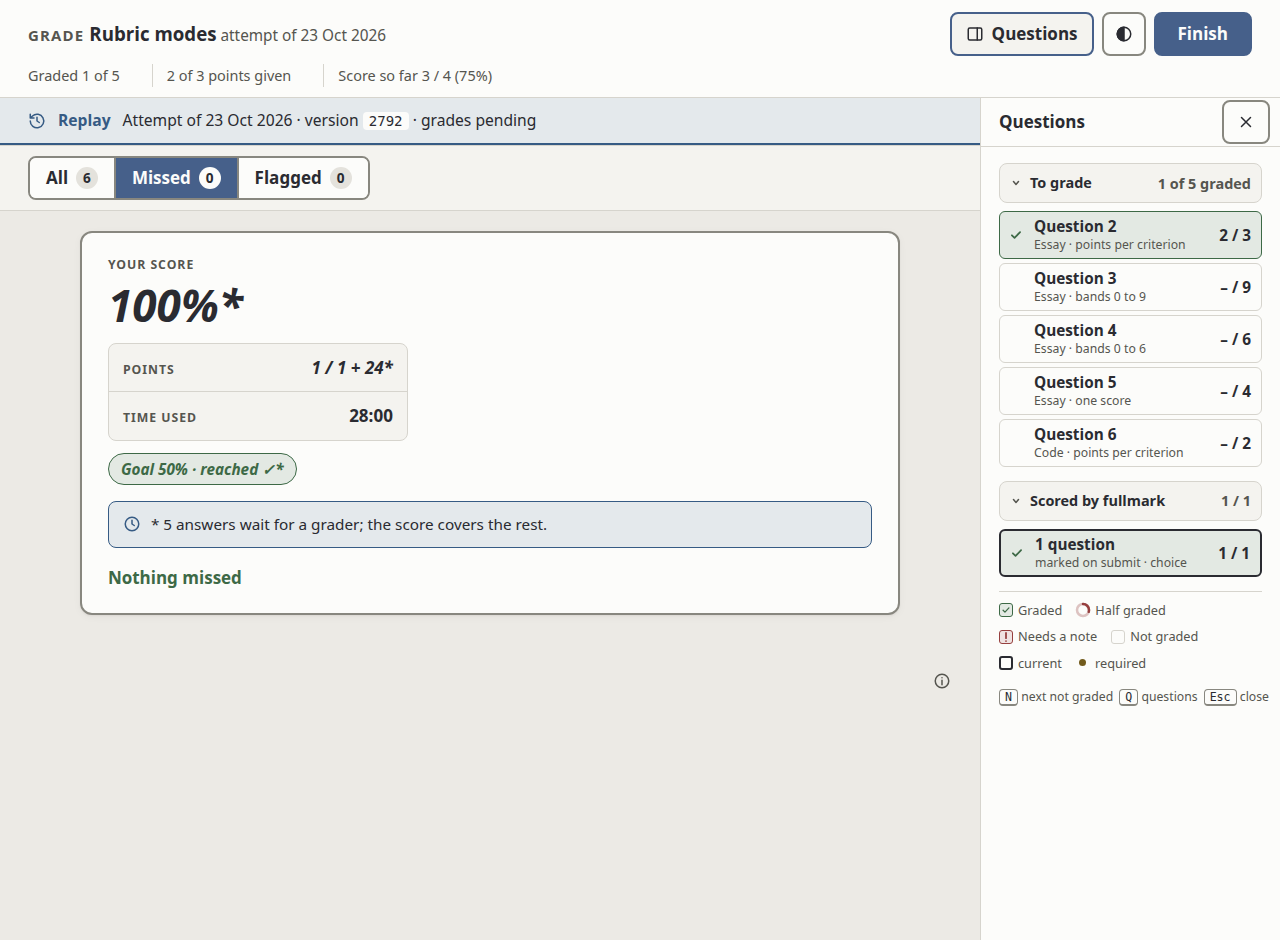 GRADE Rubric modes attempt of 23 Oct 2026
Questions
Finish
Graded 1 of 5
2 of 3 points given
Score so far 3 / 4 (75%)
Replay Attempt of 23 Oct 2026 · version 2792 · grades pending
All 6
Missed 0
Flagged 0
YOUR SCORE
100%*
POINTS 1 / 1 + 24*
TIME USED 28:00
Goal 50% · reached ✓*
* 5 answers wait for a grader; the score covers the rest.
Nothing missed
Questions
To grade 1 of 5 graded
Question 2 2 / 3
Essay · points per criterion
Question 3 – / 9
Essay · bands 0 to 9
Question 4 – / 6
Essay · bands 0 to 6
Question 5 – / 4
Essay · one score
Question 6 – / 2
Code · points per criterion
Scored by fullmark 1 / 1
1 question 1 / 1
marked on submit · choice
Graded Half graded
! Needs a note Not graded
current required
N next not graded Q questions Esc close